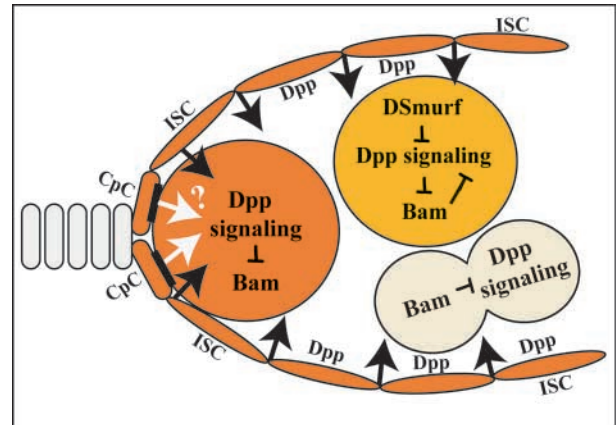 ISC
Dpp
Dpp
ISC
CpC
?
Dpp
signaling
⊥
Bam
DSmurf
⊥
Dpp signaling
⊥
Bam
Bam
Dpp
signaling
CpC
ISC
Dpp
Dpp
Dpp
ISC